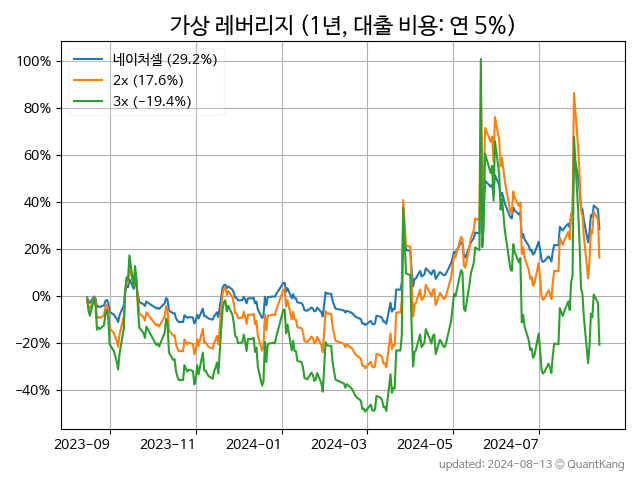 가상 레버리지 (1년, 대출 비용: 연 5%)
네이처셀 (29.2%)
2x (17.6%)
3x (−19.4%)
100%
80%
60%
40%
20%
0%
−20%
−40%
2023-09
2023-11
2024-01
2024-03
2024-05
2024-07
updated: 2024-08-13 © QuantKang